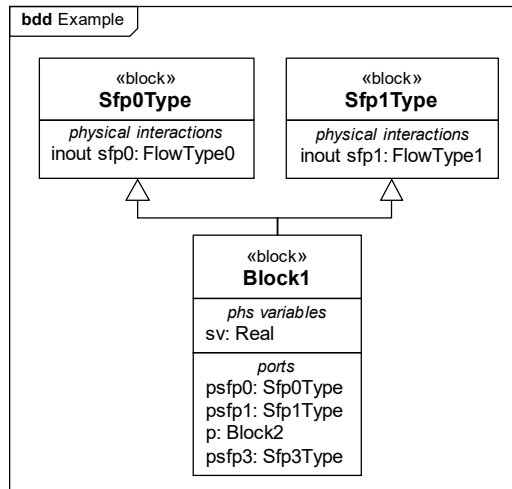 bdd Example
«block»
Sfp0Type
physical interactions
inout sfp0: FlowType0
«block»
Sfp1Type
physical interactions
inout sfp1: FlowType1
«block»
Block1
phs variables
sv: Real
ports
psfp0: Sfp0Type
psfp1: Sfp1Type
p: Block2
psfp3: Sfp3Type